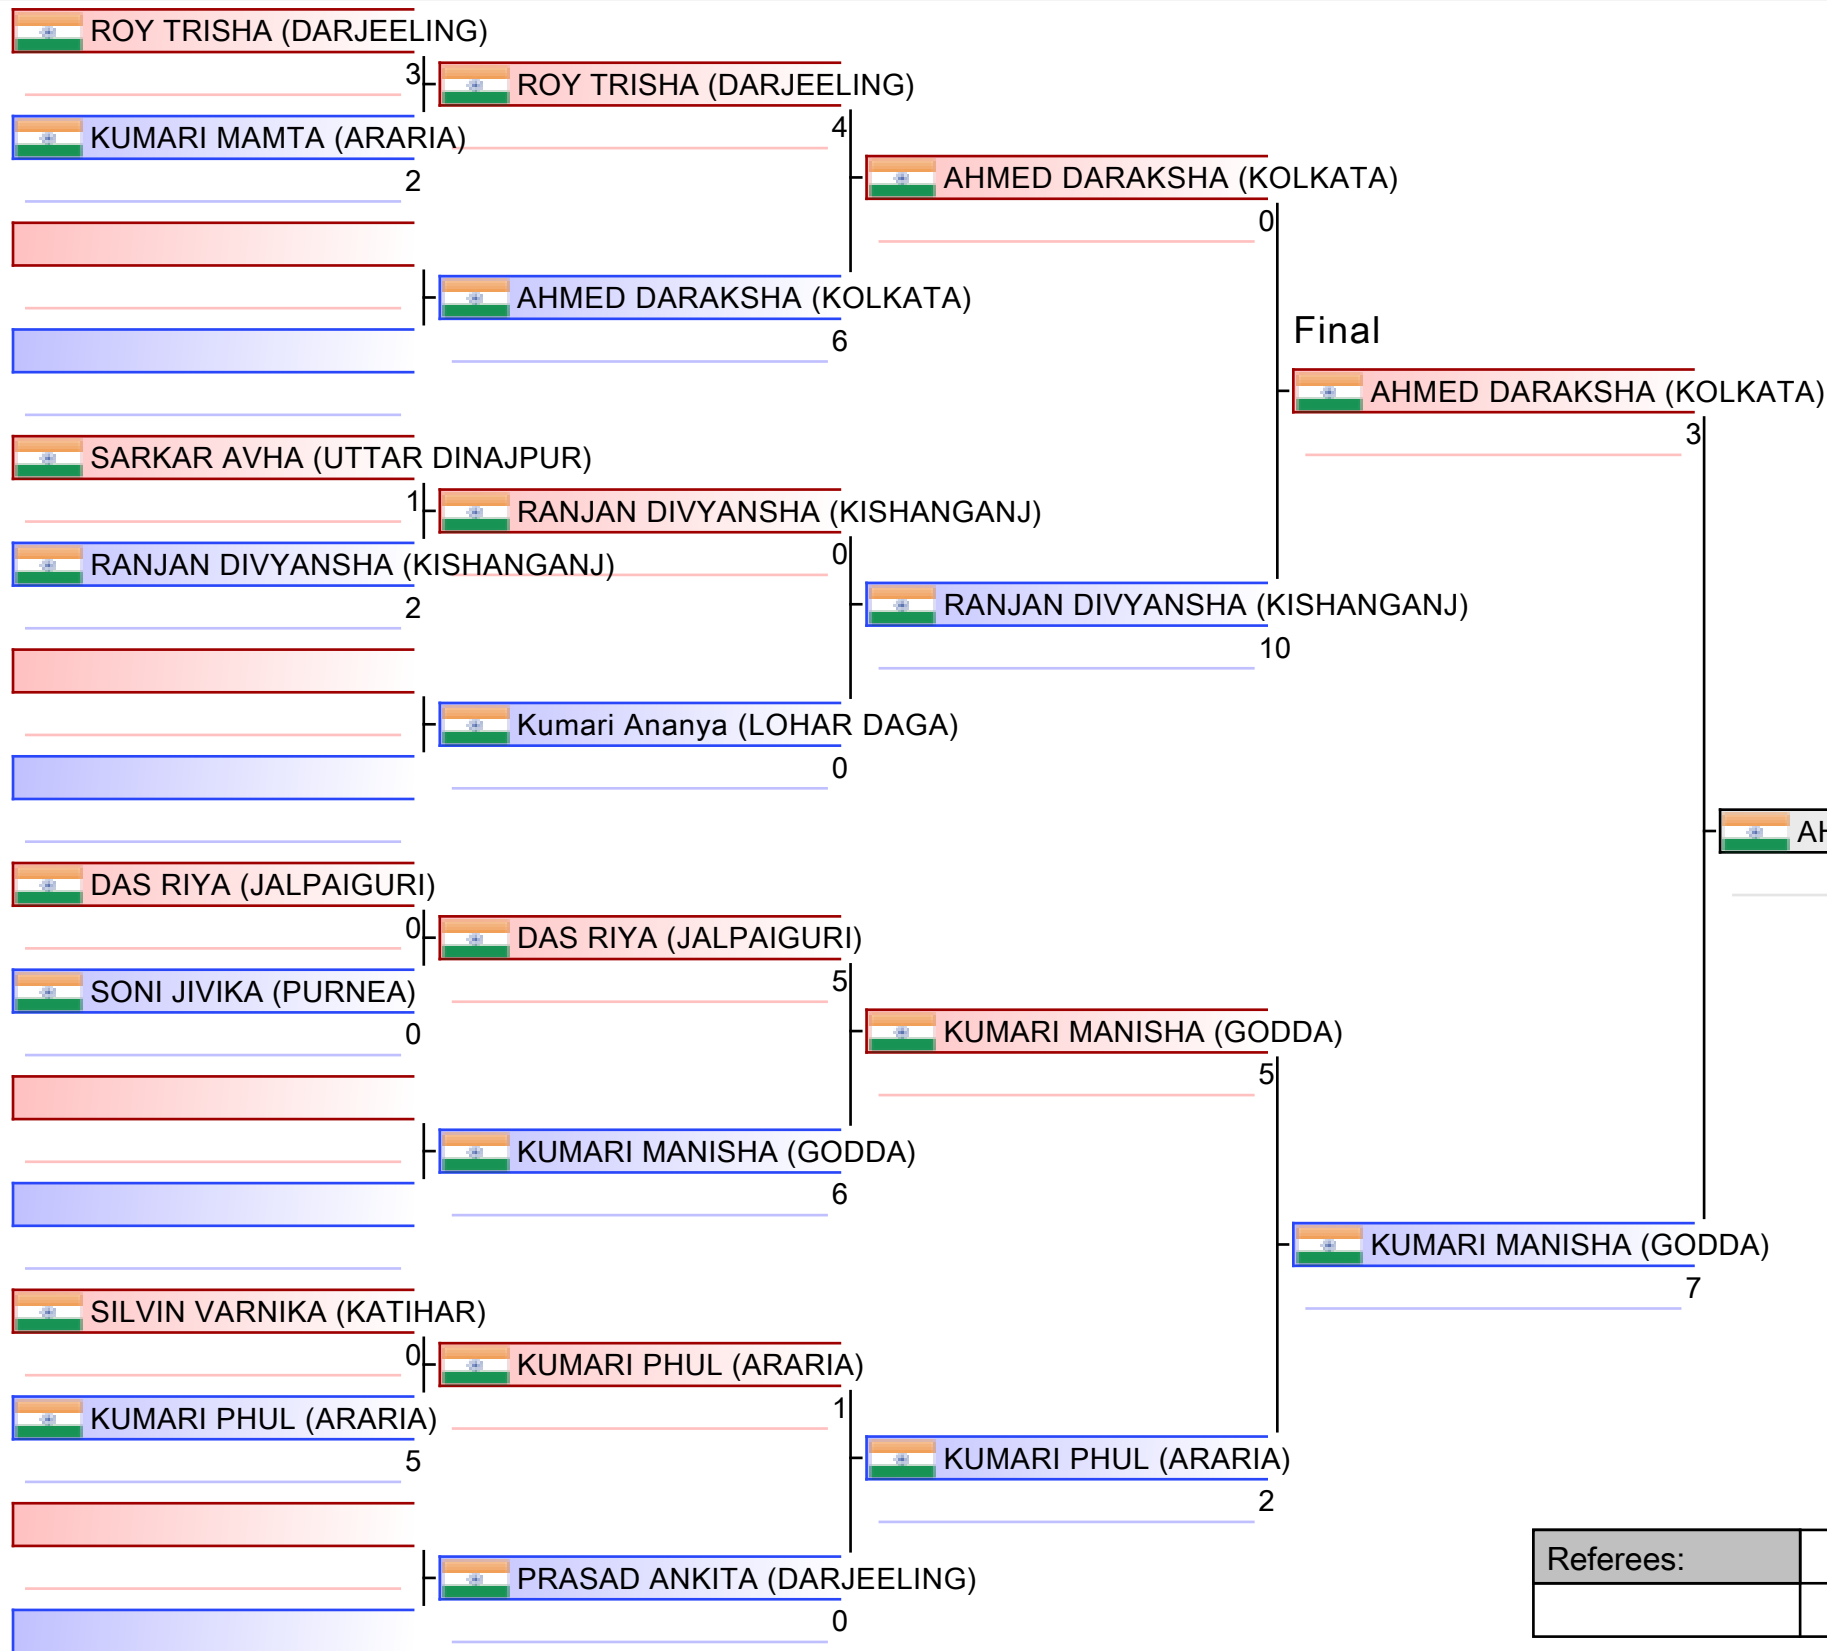 ROY TRISHA (DARJEELING)
3
KUMARI MAMTA (ARARIA)
2
SARKAR AVHA (UTTAR DINAJPUR)
1
RANJAN DIVYANSHA (KISHANGANJ)
2
DAS RIYA (JALPAIGURI)
0
SONI JIVIKA (PURNEA)
0
SILVIN VARNIKA (KATIHAR)
0
KUMARI PHUL (ARARIA)
5
ROY TRISHA (DARJEELING)
4
AHMED DARAKSHA (KOLKATA)
6
RANJAN DIVYANSHA (KISHANGANJ)
0
Kumari Ananya (LOHAR DAGA)
0
DAS RIYA (JALPAIGURI)
5
KUMARI MANISHA (GODDA)
6
KUMARI PHUL (ARARIA)
1
PRASAD ANKITA (DARJEELING)
0
AHMED DARAKSHA (KOLKATA)
0
RANJAN DIVYANSHA (KISHANGANJ)
10
KUMARI MANISHA (GODDA)
5
KUMARI PHUL (ARARIA)
2
Final
AHMED DARAKSHA (KOLKATA)
3
KUMARI MANISHA (GODDA)
7
Referees: